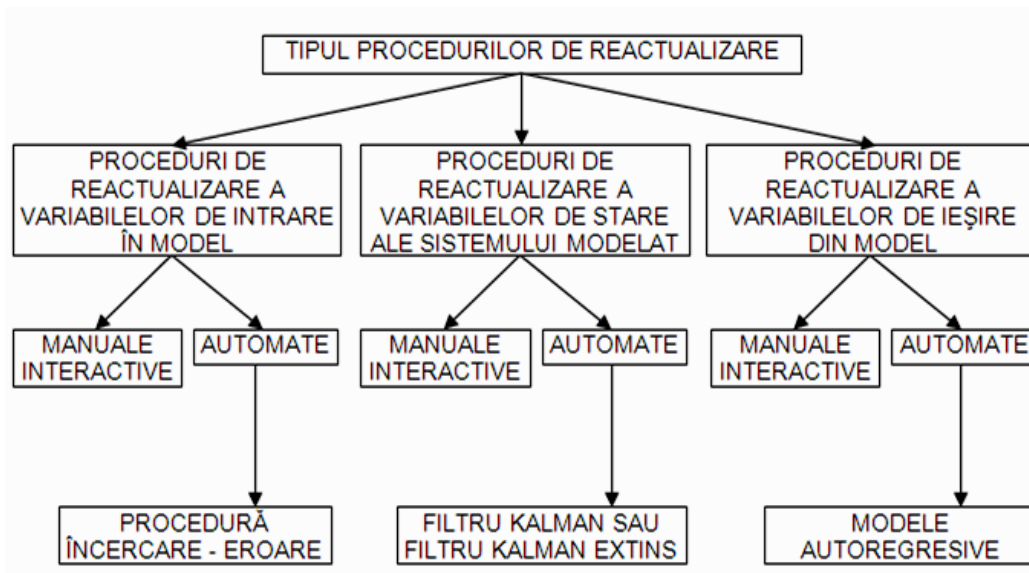 TIPUL PROCEDURILOR DE REACTUALIZARE
PROCEDURI DE
REACTUALIZARE A
VARIABILELOR DE INTRARE
ÎN MODEL
PROCEDURI DE
REACTUALIZARE A
VARIABILELOR DE STARE
ALE SISTEMULUI MODELAT
PROCEDURI DE
REACTUALIZARE A
VARIABILELOR DE IEŞIRE
DIN MODEL
MANUALE
INTERACTIVE
AUTOMATE
MANUALE
INTERACTIVE
AUTOMATE
MANUALE
INTERACTIVE
AUTOMATE
PROCEDURĂ
ÎNCERCARE - EROARE
FILTRU KALMAN SAU
FILTRU KALMAN EXTINS
MODELE
AUTOREGRESIVE